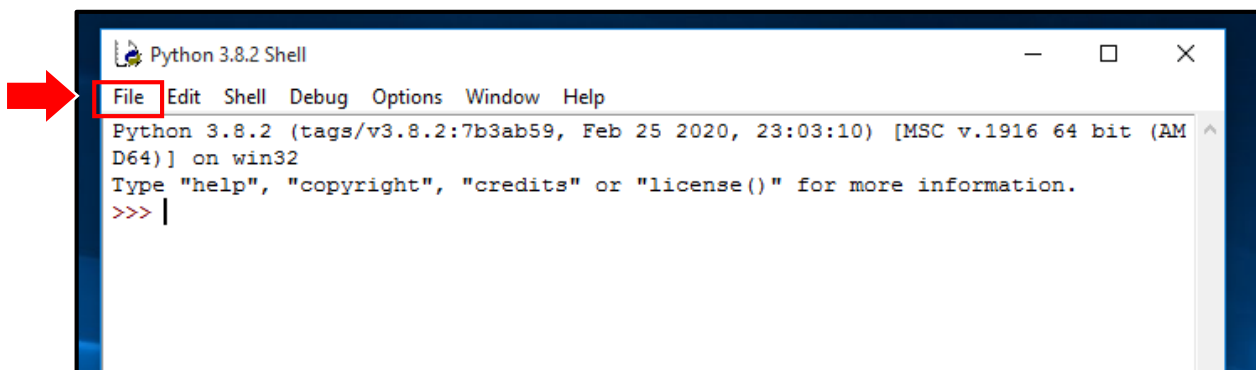 Python 3.8.2 Shell
File Edit Shell Debug Options Window Help
Python 3.8.2 (tags/v3.8.2:7b3ab59, Feb 25 2020, 23:03:10) [MSC v.1916 64 bit (AM
D64)] on win32
Type "help", "copyright", "credits" or "license()" for more information.
>>>